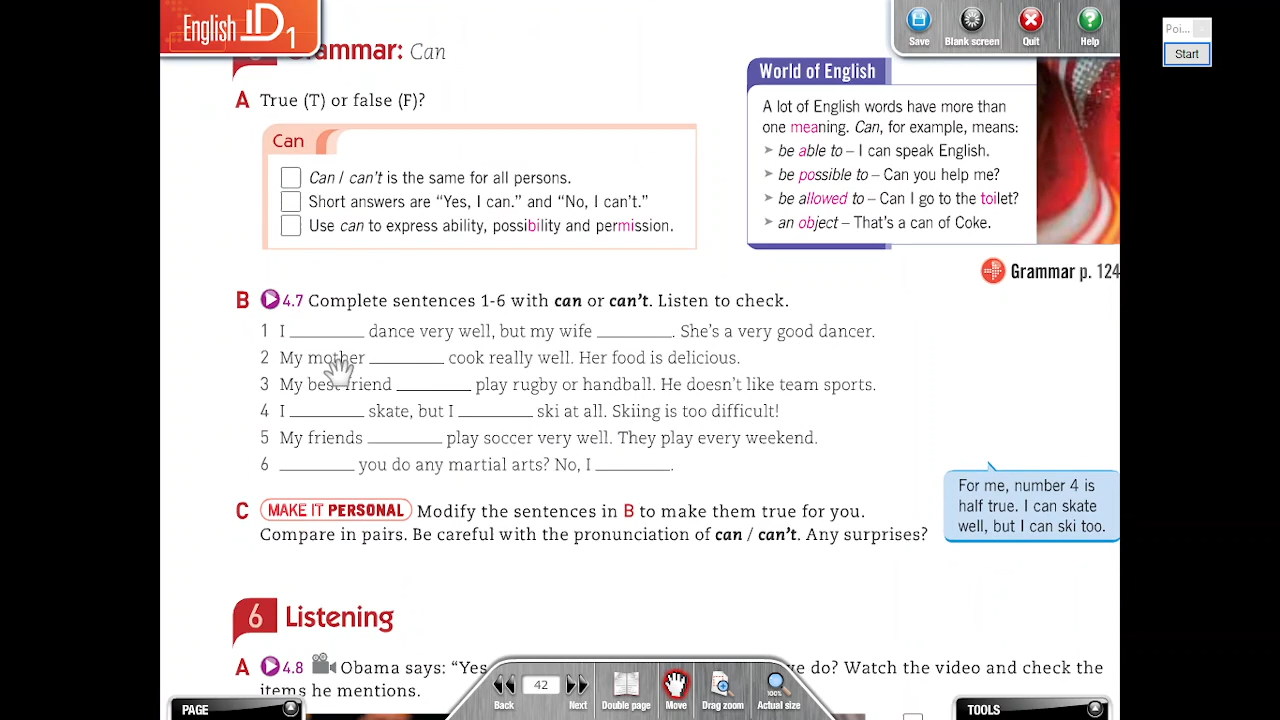 English ID 1
Save
Blank screen
Quit
Help
Poi...
Start
Grammar: Can
A True (T) or false (F)?
Can
Can / can't is the same for all persons.
Short answers are "Yes, I can." and "No, I can't."
Use can to express ability, possibility and permission.
World of English
A lot of English words have more than
one meaning. Can, for example, means:
➤ be able to – I can speak English.
➤ be possible to – Can you help me?
➤ be allowed to – Can I go to the toilet?
➤ an object – That's a can of Coke.
Grammar p. 124
B 4.7 Complete sentences 1-6 with can or can't. Listen to check.
1 I ________ dance very well, but my wife ________. She's a very good dancer.
2 My mother ________ cook really well. Her food is delicious.
3 My best friend ________ play rugby or handball. He doesn't like team sports.
4 I ________ skate, but I ________ ski at all. Skiing is too difficult!
5 My friends ________ play soccer very well. They play every weekend.
6 ________ you do any martial arts? No, I ________.
C MAKE IT PERSONAL Modify the sentences in B to make them true for you.
Compare in pairs. Be careful with the pronunciation of can / can't. Any surprises?
For me, number 4 is
half true. I can skate
well, but I can ski too.
6 Listening
A 4.8 Obama says: "Yes we do? Watch the video and check the
items he mentions.
Back
42
Next
Double page
Move
Drag zoom
100%
Actual size
PAGE
TOOLS